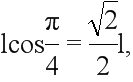 lcos π/4 = √2/2 l,